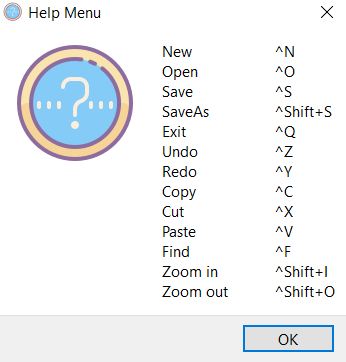 Help Menu
New ^N
Open ^O
Save ^S
SaveAs ^Shift+S
Exit ^Q
Undo ^Z
Redo ^Y
Copy ^C
Cut ^X
Paste ^V
Find ^F
Zoom in ^Shift+I
Zoom out ^Shift+O
OK